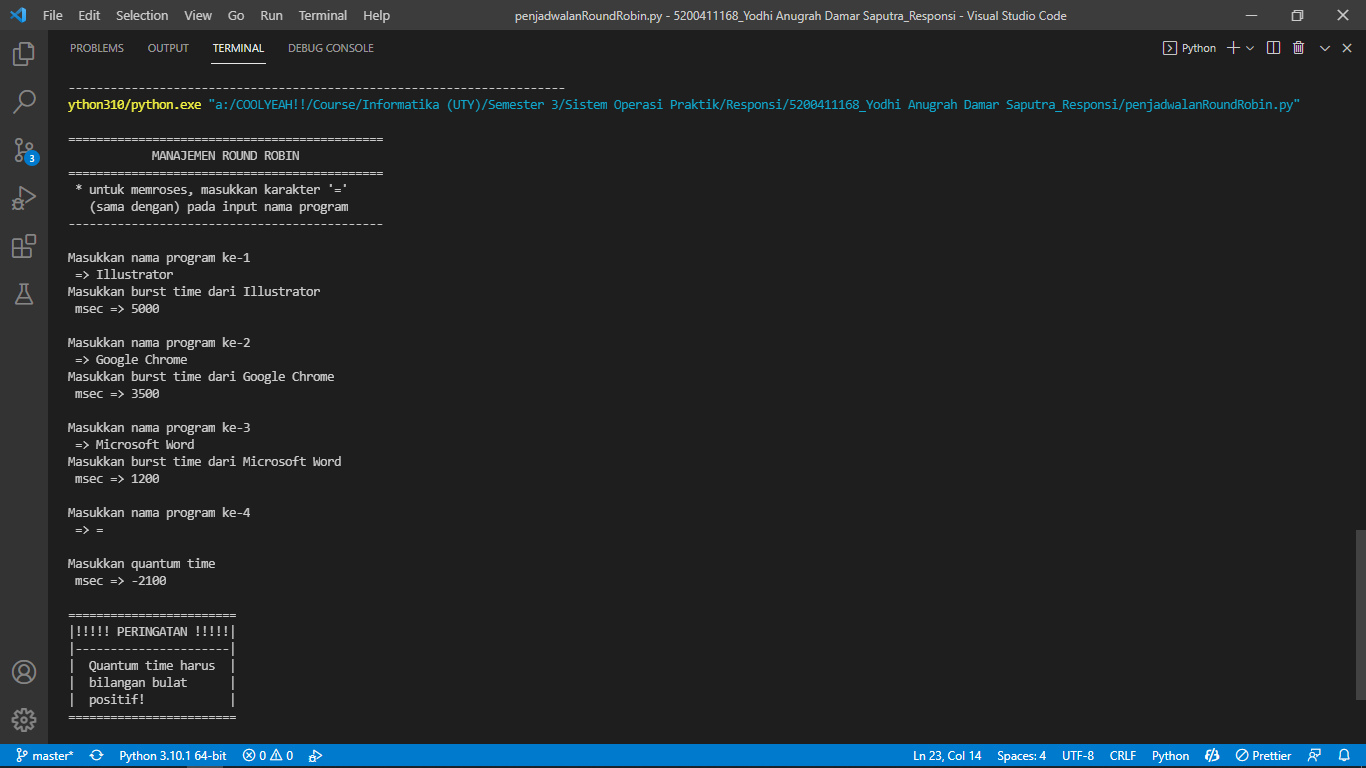 File Edit Selection View Go Run Terminal Help penjadwalanRoundRobin.py - 5200411168_Yodhi Anugrah Damar Saputra_Responsi - Visual Studio Code
PROBLEMS OUTPUT TERMINAL DEBUG CONSOLE Python
-----------------------------------------------------------------------
ython310/python.exe "a:/COOLYEAH!!/Course/Informatika (UTY)/Semester 3/Sistem Operasi Praktik/Responsi/5200411168_Yodhi Anugrah Damar Saputra_Responsi/penjadwalanRoundRobin.py"
=============================================
MANAJEMEN ROUND ROBIN
=============================================
* untuk memroses, masukkan karakter '='
(sama dengan) pada input nama program
---------------------------------------------
Masukkan nama program ke-1
=> Illustrator
Masukkan burst time dari Illustrator
msec => 5000
Masukkan nama program ke-2
=> Google Chrome
Masukkan burst time dari Google Chrome
msec => 3500
Masukkan nama program ke-3
=> Microsoft Word
Masukkan burst time dari Microsoft Word
msec => 1200
Masukkan nama program ke-4
=> =
Masukkan quantum time
msec => -2100
========================
|!!!!! PERINGATAN !!!!!|
|----------------------|
| Quantum time harus |
| bilangan bulat |
| positif! |
========================
3
master* Python 3.10.1 64-bit 0 0 Ln 23, Col 14 Spaces: 4 UTF-8 CRLF Python Prettier